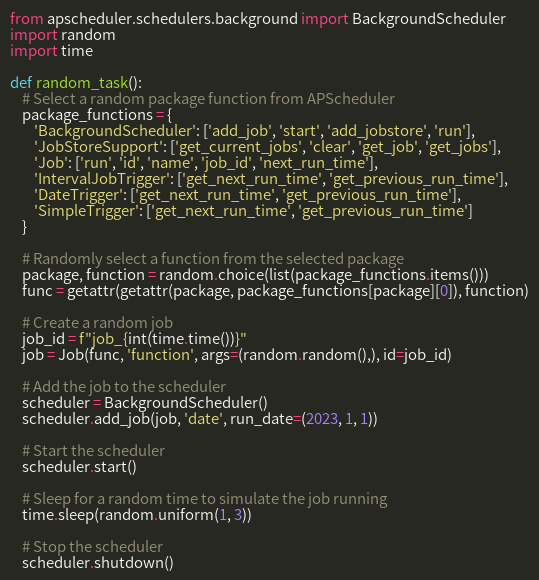 from apscheduler.schedulers.background import BackgroundScheduler
import random
import time

def random_task():
    # Select a random package function from APScheduler
    package_functions = {
        'BackgroundScheduler': ['add_job', 'start', 'add_jobstore', 'run'],
        'JobStoreSupport': ['get_current_jobs', 'clear', 'get_job', 'get_jobs'],
        'Job': ['run', 'id', 'name', 'job_id', 'next_run_time'],
        'IntervalJobTrigger': ['get_next_run_time', 'get_previous_run_time'],
        'DateTrigger': ['get_next_run_time', 'get_previous_run_time'],
        'SimpleTrigger': ['get_next_run_time', 'get_previous_run_time']
    }

    # Randomly select a function from the selected package
    package, function = random.choice(list(package_functions.items()))
    func = getattr(getattr(package, package_functions[package][0]), function)

    # Create a random job
    job_id = f"job_{int(time.time())}"
    job = Job(func, 'function', args=(random.random(),), id=job_id)

    # Add the job to the scheduler
    scheduler = BackgroundScheduler()
    scheduler.add_job(job, 'date', run_date=(2023, 1, 1))

    # Start the scheduler
    scheduler.start()

    # Sleep for a random time to simulate the job running
    time.sleep(random.uniform(1, 3))

    # Stop the scheduler
    scheduler.shutdown()